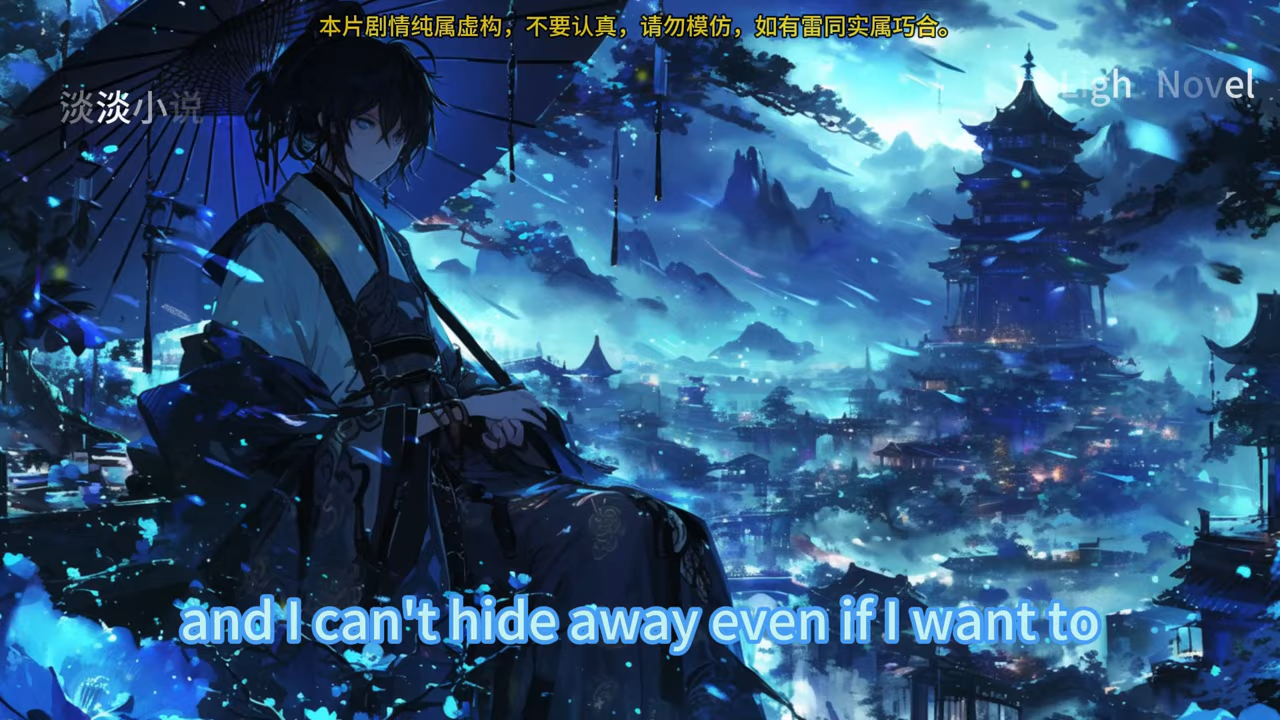 本片剧情纯属虚构，不要认真，请勿模仿，如有雷同实属巧合。
淡淡小说
Ligh Novel
and I can't hide away even if I want to